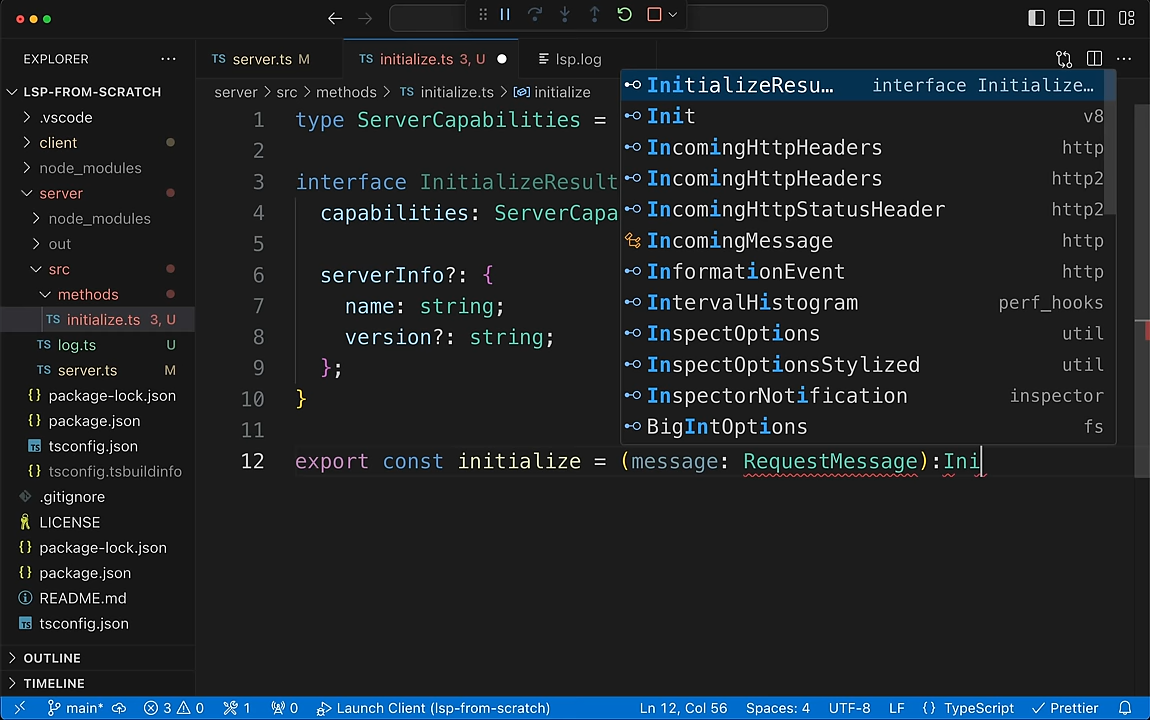 EXPLORER
TS server.ts M
TS initialize.ts 3, U
lsp.log
LSP-FROM-SCRATCH
server > src > methods > TS initialize.ts > initialize
.vscode
client
node_modules
server
node_modules
out
src
methods
TS initialize.ts 3, U
TS log.ts U
TS server.ts M
{} package-lock.json
{} package.json
TS tsconfig.json
{} tsconfig.tsbuildinfo
.gitignore
LICENSE
{} package-lock.json
{} package.json
README.md
TS tsconfig.json
OUTLINE
TIMELINE
1 type ServerCapabilities =
2
3 interface InitializeResult
4 capabilities: ServerCapa
5
6 serverInfo?: {
7 name: string;
8 version?: string;
9 };
10 }
11
12 export const initialize = (message: RequestMessage):Ini
InitializeResu… interface Initialize…
Init v8
IncomingHttpHeaders http
IncomingHttpHeaders http2
IncomingHttpStatusHeader http2
IncomingMessage http
InformationEvent http
IntervalHistogram perf_hooks
InspectOptions util
InspectOptionsStylized util
InspectorNotification inspector
BigIntOptions fs
main* 3 0 1 0 Launch Client (lsp-from-scratch) Ln 12, Col 56 Spaces: 4 UTF-8 LF {} TypeScript Prettier